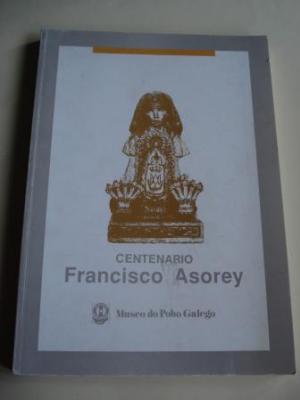 CENTENARIO
Francisco Asorey
Museo do Pobo Galego